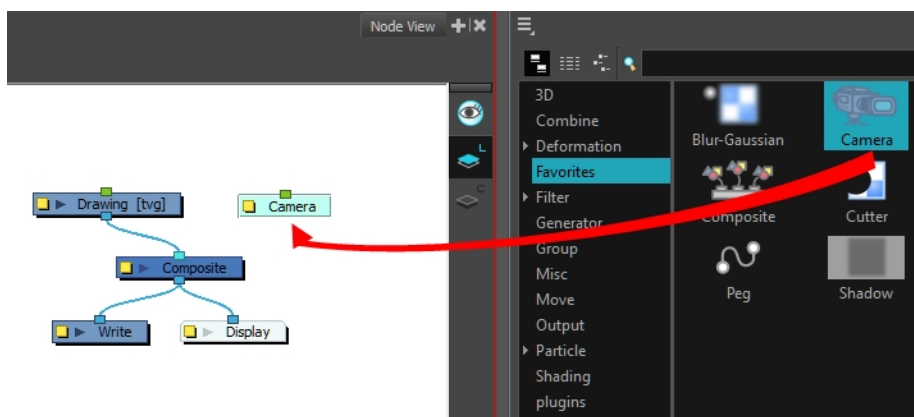 Node View
L
C
Drawing [tvg]
Camera
Composite
Write
Display
3D
Combine
Deformation
Favorites
Filter
Generator
Group
Misc
Move
Output
Particle
Shading
plugins
Blur-Gaussian
Camera
Composite
Cutter
Peg
Shadow